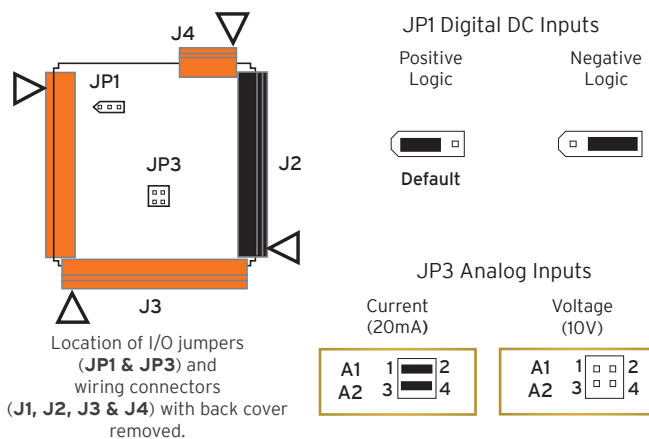 J4
JP1
JP3
J2
J3
Location of I/O jumpers
(JP1 & JP3) and
wiring connectors
(J1, J2, J3 & J4) with back cover
removed.
JP1 Digital DC Inputs
Positive
Logic
Negative
Logic
Default
JP3 Analog Inputs
Current
(20mA)
Voltage
(10V)
A1 1 2
A2 3 4
A1 1 2
A2 3 4